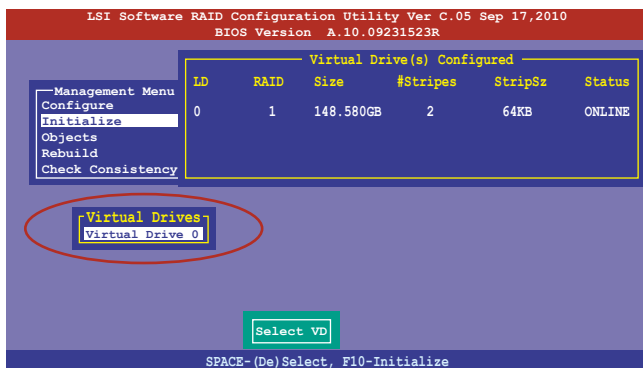 LSI Software RAID Configuration Utility Ver C.05 Sep 17,2010
BIOS Version A.10.09231523R
Virtual Drive(s) Configured
LD RAID Size #Stripes StripSz Status
0 1 148.580GB 2 64KB ONLINE
Management Menu
Configure
Initialize
Objects
Rebuild
Check Consistency
Virtual Drives
Virtual Drive 0
Select VD
SPACE-(De)Select, F10-Initialize